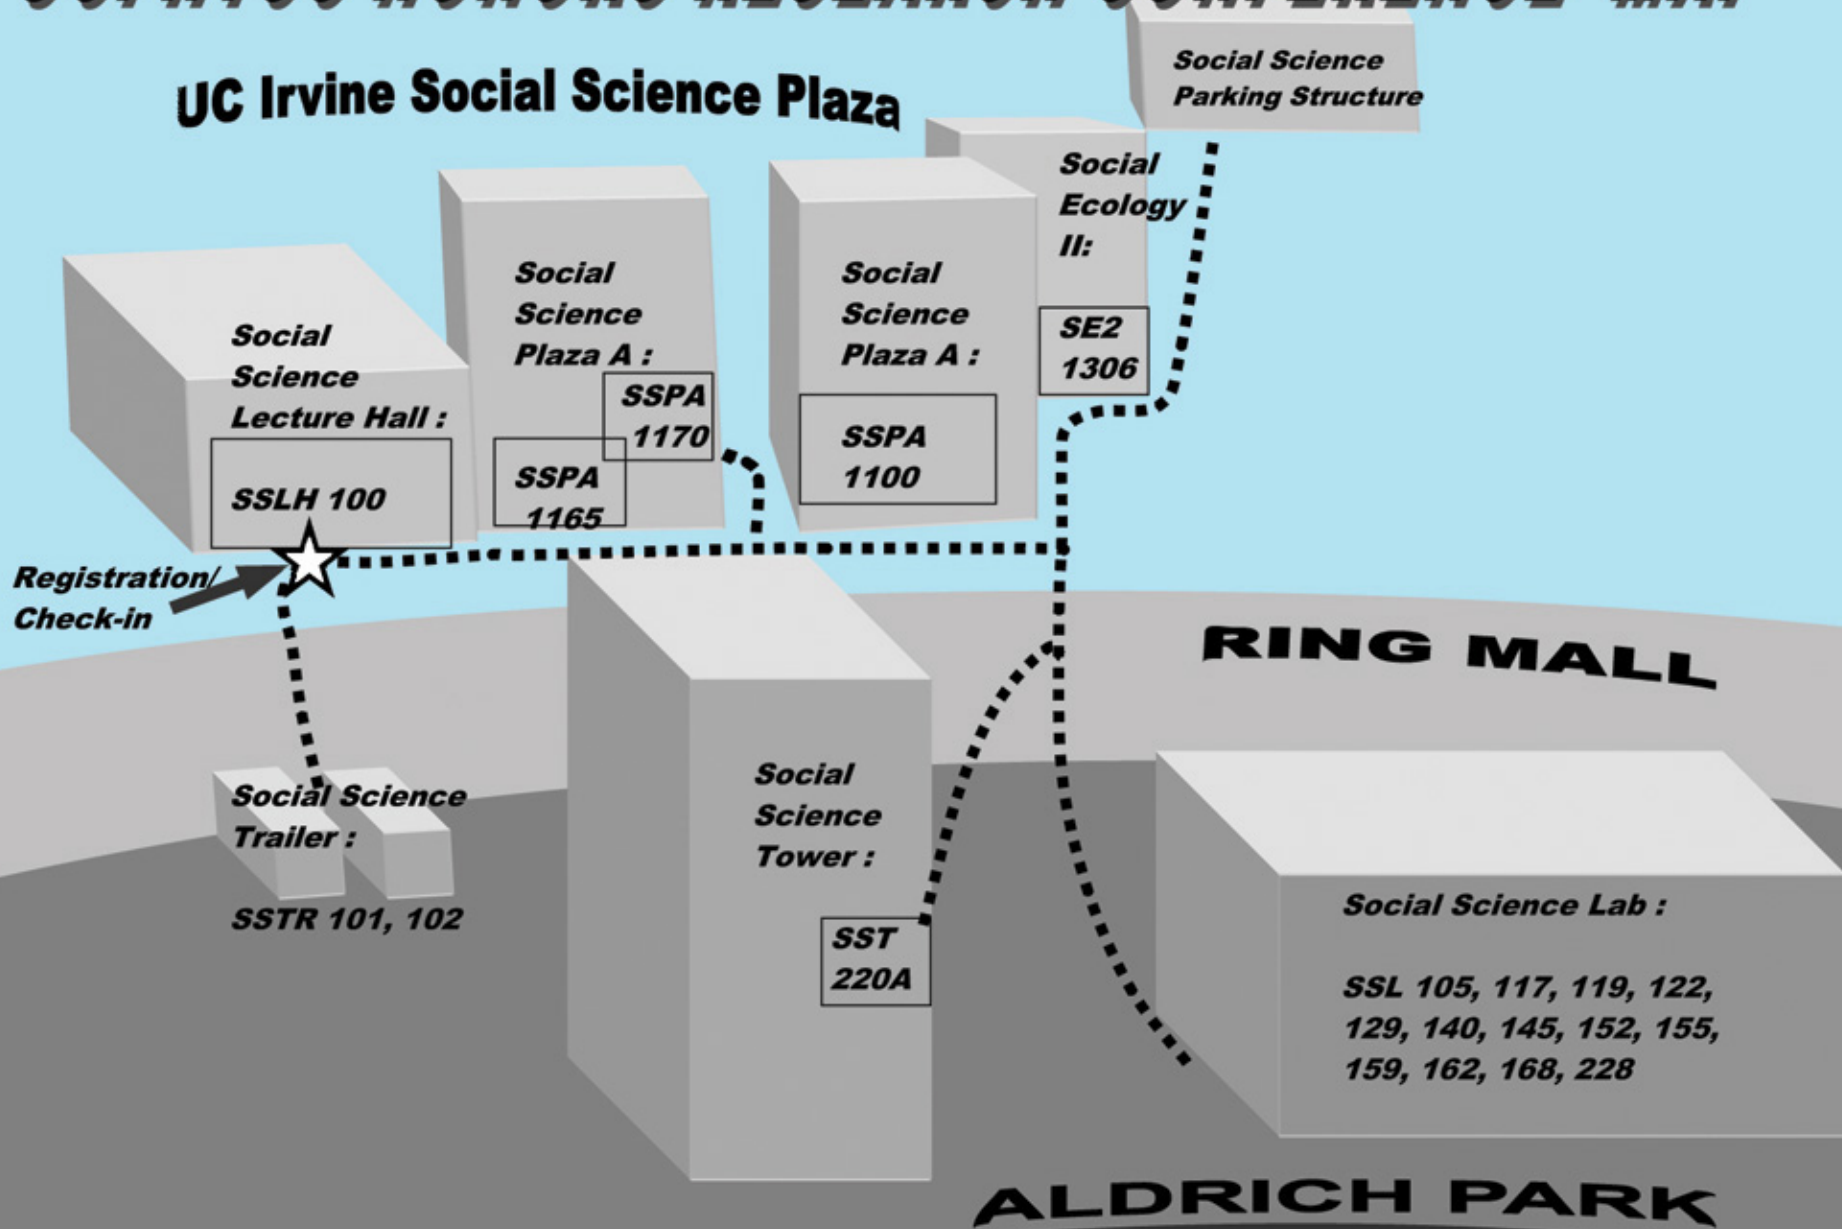 UC Irvine Social Science Plaza
Social Science
Parking Structure
Social
Ecology
II:
SE2
1306
Social
Science
Plaza A :
SSPA
1100
Social
Science
Plaza A :
SSPA
1170
SSPA
1165
Social
Science
Lecture Hall :
SSLH 100
Registration/
Check-in
RING MALL
Social Science
Trailer :
SSTR 101, 102
Social
Science
Tower :
SST
220A
Social Science Lab :
SSL 105, 117, 119, 122,
129, 140, 145, 152, 155,
159, 162, 168, 228
ALDRICH PARK